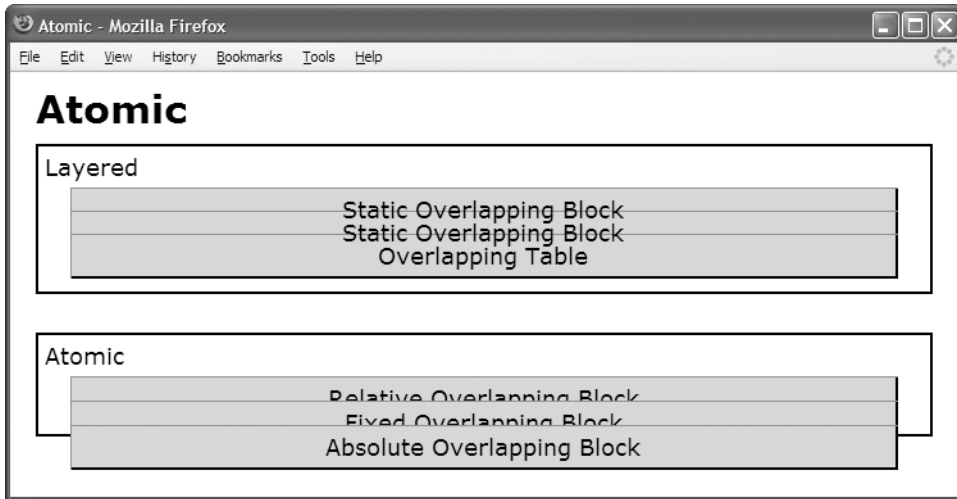 Atomic - Mozilla Firefox
File Edit View History Bookmarks Tools Help
Atomic
Layered
Static Overlapping Block
Static Overlapping Block
Overlapping Table
Atomic
Relative Overlapping Block
Fixed Overlapping Block
Absolute Overlapping Block